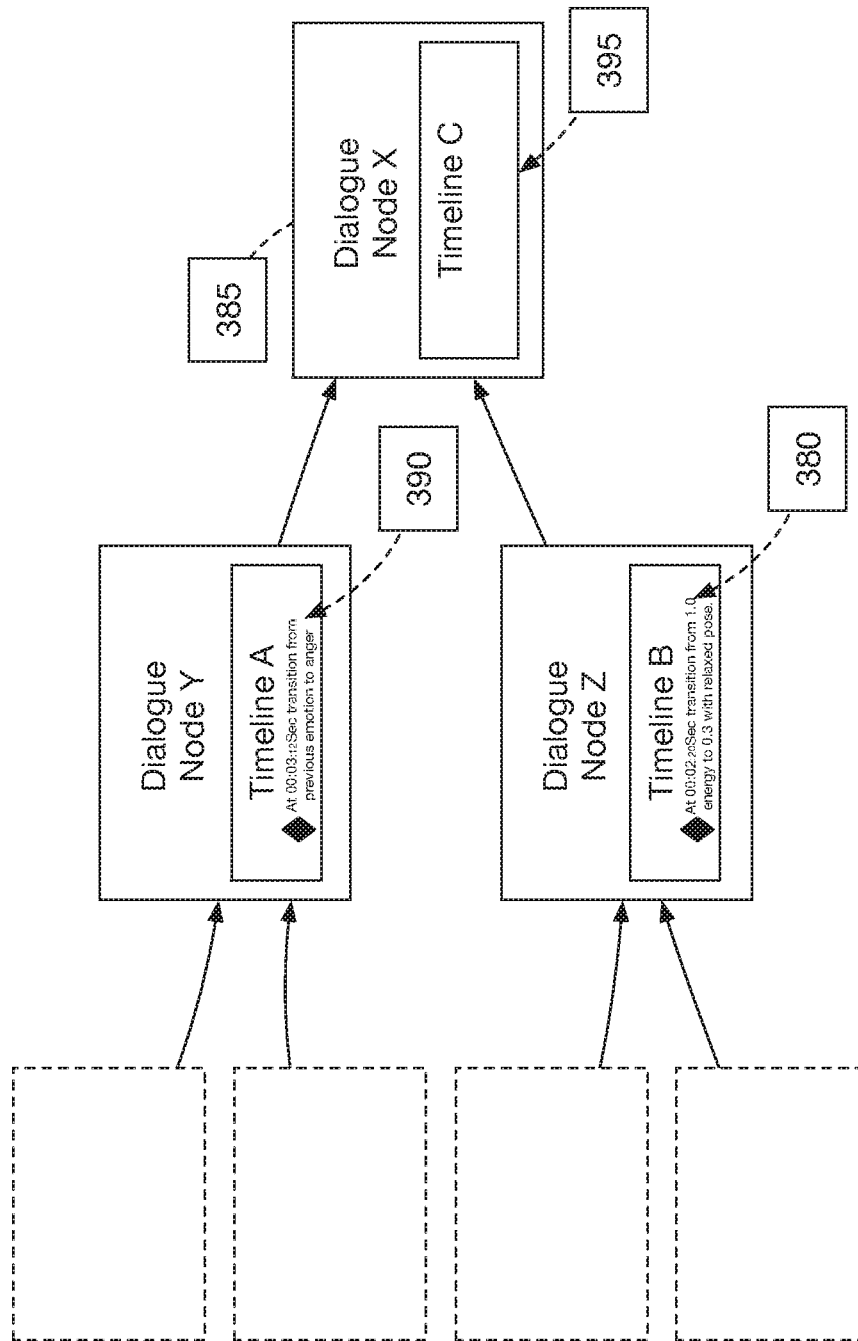 Dialogue
Node Y
Timeline A
At 00:03:12Sec transition from
previous emotion to anger
390
Dialogue
Node Z
Timeline B
At 00:02:20Sec transition from 1.0
energy to 0.3 with relaxed pose.
380
385
Dialogue
Node X
Timeline C
395